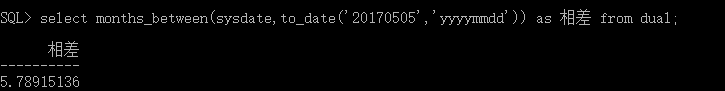 SQL> select months_between(sysdate,to_date('20170505','yyyymmdd')) as 相差 from dual;
相差
----------
5.78915136